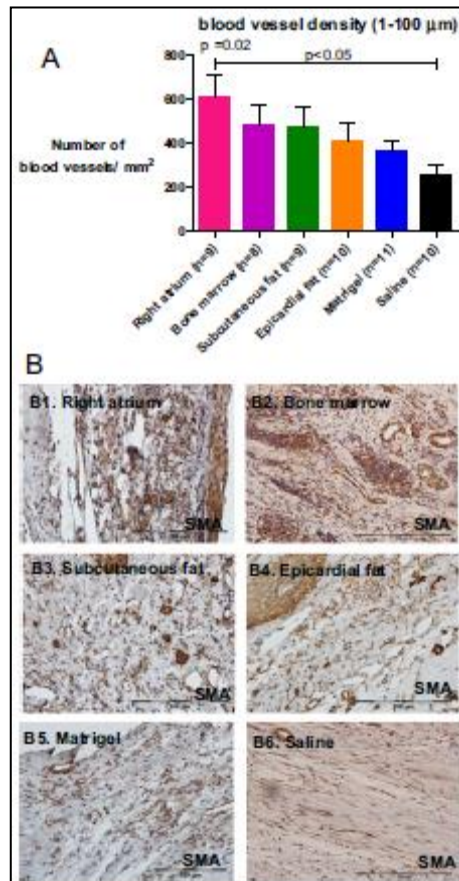 blood vessel density (1-100 μm)
A
p =0.02
p<0.05
800
600
400
200
0
Number of
blood vessels/ mm²
Right atrium (n=9)
Bone marrow (n=8)
Subcutaneous fat (n=9)
Epicardial fat (n=10)
Matrigel (n=11)
Saline (n=10)
B
B1. Right atrium
SMA
B2. Bone marrow
B3. Subcutaneous fat
SMA
B4. Epicardial fat
SMA
B5. Matrigel
SMA
B6. Saline
SMA